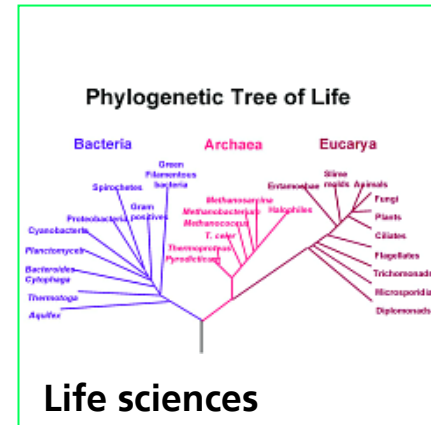 Phylogenetic Tree of Life
Bacteria
Archaea
Eucarya
Green
Filamentous
bacteria
Spirochetes
Gram
positives
Proteobacteria
Cyanobacteria
Planctomyces
Bacteroides
Cytophaga
Thermotoga
Aquifex
Methanosarcina
Methanobacterium
Halophiles
Methanococcus
T. celer
Thermoproteus
Pyrodicticum
Entamoebae
Slime
molds
Animals
Fungi
Plants
Ciliates
Flagellates
Trichomonads
Microsporidia
Diplomonads
Life sciences